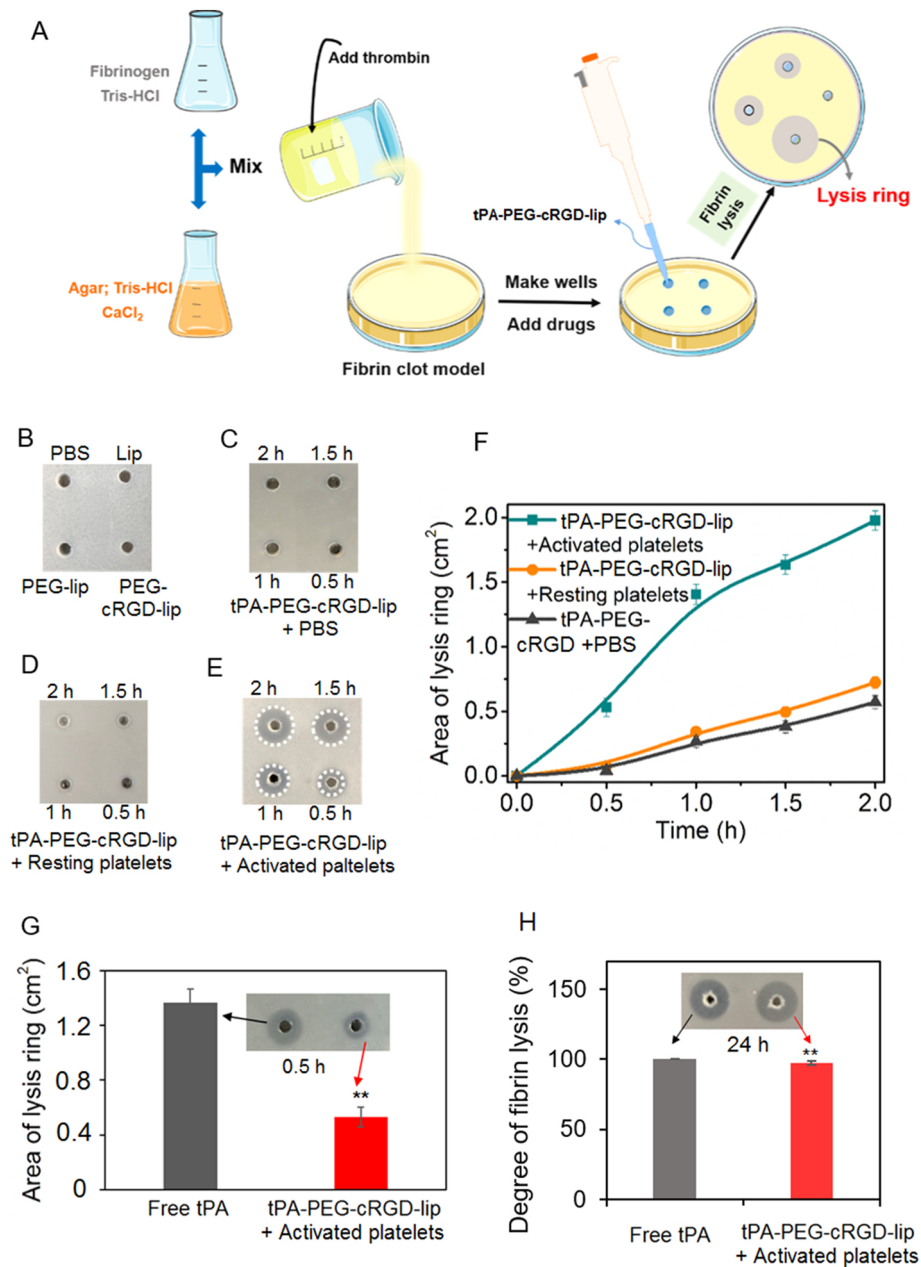 A
Fibrinogen
Tris-HCl
Mix
Agar; Tris-HCl
CaCl₂
Add thrombin
Fibrin clot model
Make wells
Add drugs
tPA-PEG-cRGD-lip
Fibrin
lysis
Lysis ring
B
PBS Lip
PEG-lip PEG-
cRGD-lip
C
2 h 1.5 h
1 h 0.5 h
tPA-PEG-cRGD-lip
+ PBS
D
2 h 1.5 h
1 h 0.5 h
tPA-PEG-cRGD-lip
+ Resting platelets
E
2 h 1.5 h
1 h 0.5 h
tPA-PEG-cRGD-lip
+ Activated paltelets
F
Area of lysis ring (cm²)
2.0
1.5
1.0
0.5
0.0
tPA-PEG-cRGD-lip
+Activated platelets
tPA-PEG-cRGD-lip
+Resting platelets
tPA-PEG-
cRGD +PBS
0.0 0.5 1.0 1.5 2.0
Time (h)
G
Area of lysis ring (cm²)
1.6
1.2
0.8
0.4
0
0.5 h
**
Free tPA tPA-PEG-cRGD-lip
+ Activated platelets
H
Degree of fibrin lysis (%)
150
100
50
0
24 h
**
Free tPA tPA-PEG-cRGD-lip
+ Activated platelets